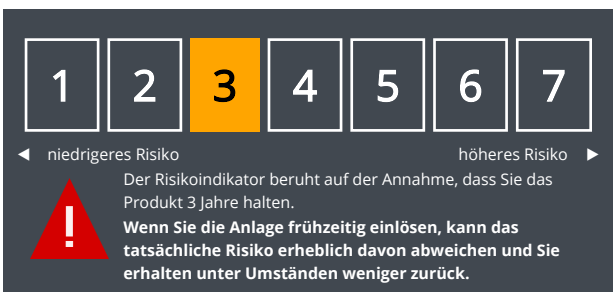 1 2 3 4 5 6 7
◄ niedrigeres Risiko höheres Risiko ►
Der Risikoindikator beruht auf der Annahme, dass Sie das
Produkt 3 Jahre halten.
!
Wenn Sie die Anlage frühzeitig einlösen, kann das
tatsächliche Risiko erheblich davon abweichen und Sie
erhalten unter Umständen weniger zurück.